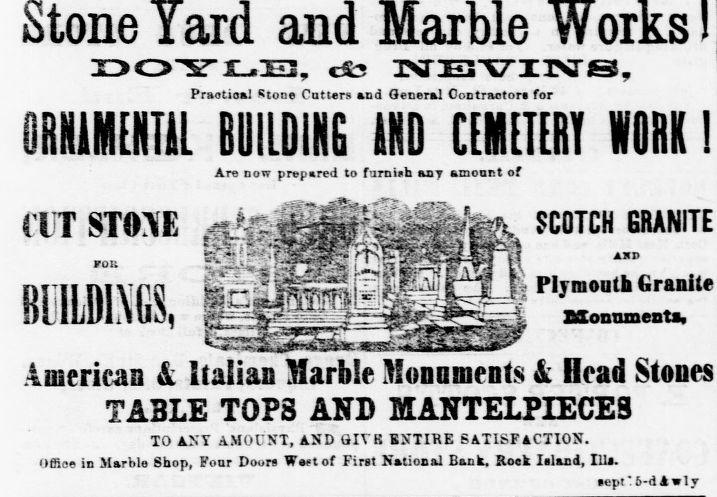 Stone Yard and Marble Works!
DOYLE, & NEVINS,
Practical Stone Cutters and General Contractors for
ORNAMENTAL BUILDING AND CEMETERY WORK!
Are now prepared to furnish any amount of
CUT STONE
FOR
BUILDINGS,
SCOTCH GRANITE
AND
Plymouth Granite
Monuments,
American & Italian Marble Monuments & Head Stones
TABLE TOPS AND MANTELPIECES
TO ANY AMOUNT, AND GIVE ENTIRE SATISFACTION.
Office in Marble Shop, Four Doors West of First National Bank, Rock Island, Ills.
sept15-d&wly